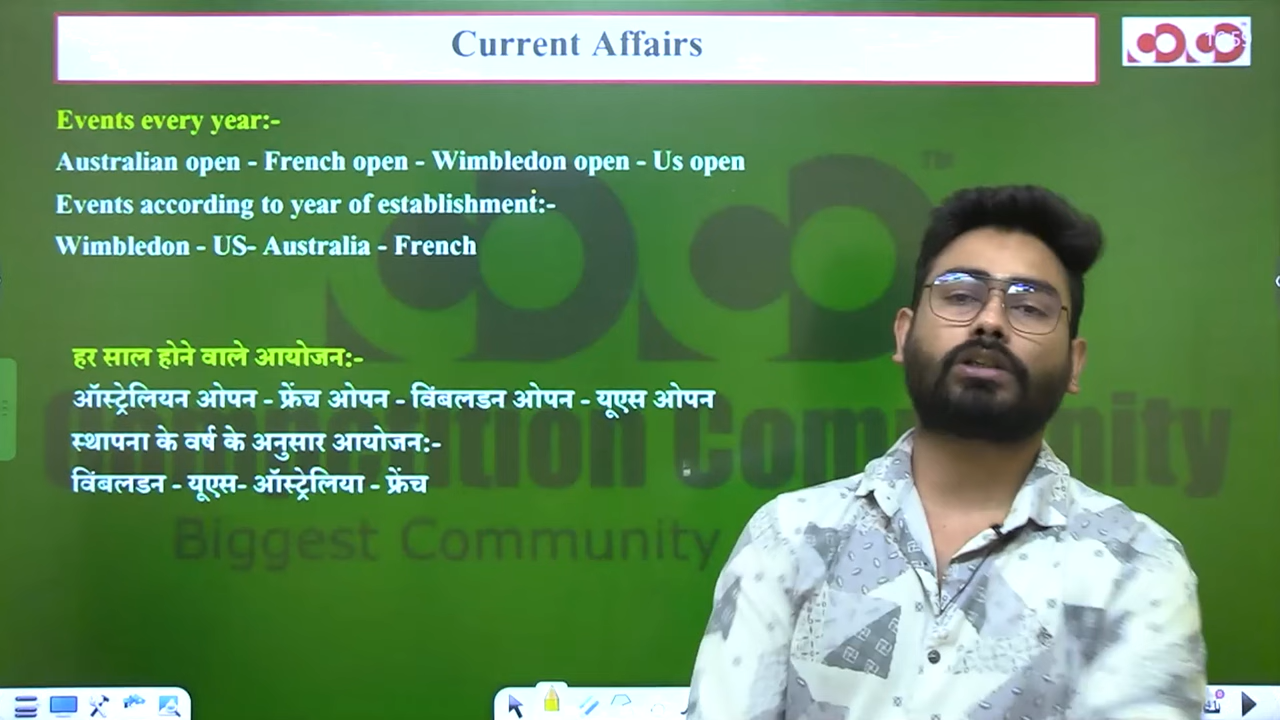 Current Affairs
Events every year:-
Australian open - French open - Wimbledon open - Us open
Events according to year of establishment:-
Wimbledon - US- Australia - French
हर साल होने वाले आयोजन:-
ऑस्ट्रेलियन ओपन - फ्रेंच ओपन - विंबलडन ओपन - यूएस ओपन
स्थापना के वर्ष के अनुसार आयोजन:-
विंबलडन - यूएस- ऑस्ट्रेलिया - फ्रेंच
Biggest Community
TM